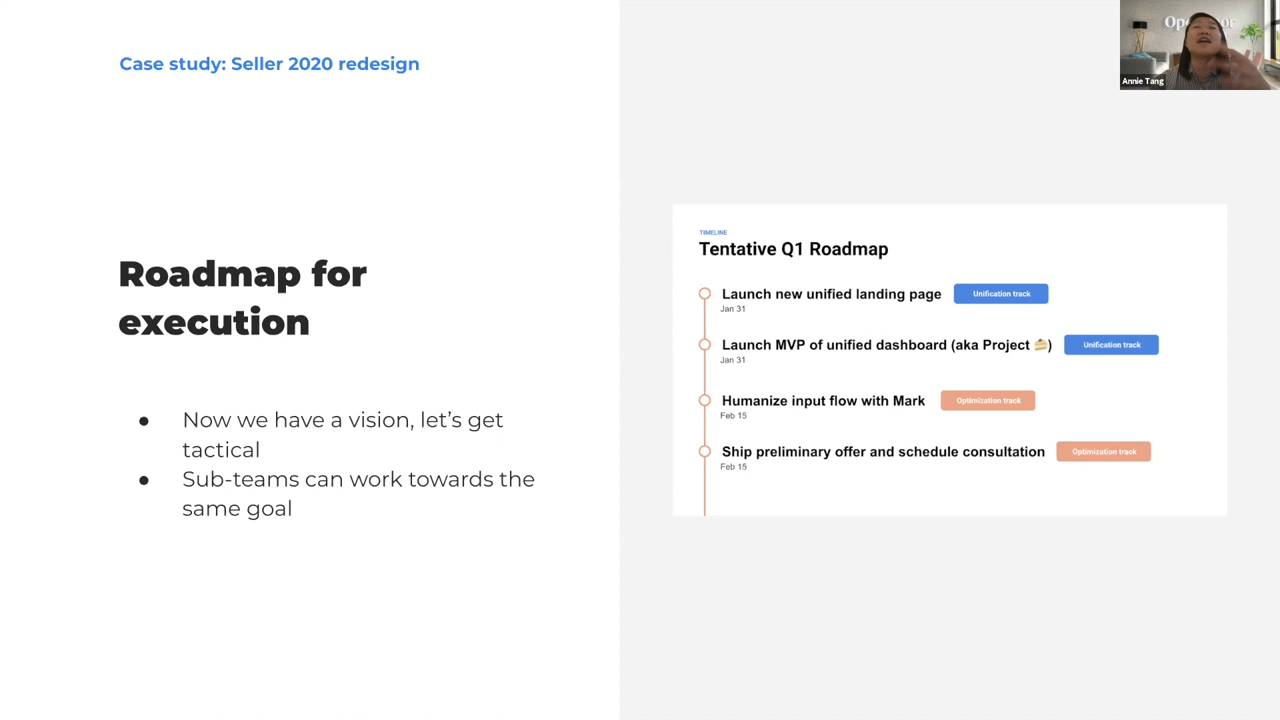 Case study: Seller 2020 redesign
Roadmap for
execution
● Now we have a vision, let’s get
tactical
● Sub-teams can work towards the
same goal
TIMELINE
Tentative Q1 Roadmap
Launch new unified landing page Unification track
Jan 31
Launch MVP of unified dashboard (aka Project 🍰) Unification track
Jan 31
Humanize input flow with Mark Optimization track
Feb 15
Ship preliminary offer and schedule consultation Optimization track
Feb 15
Annie Tang